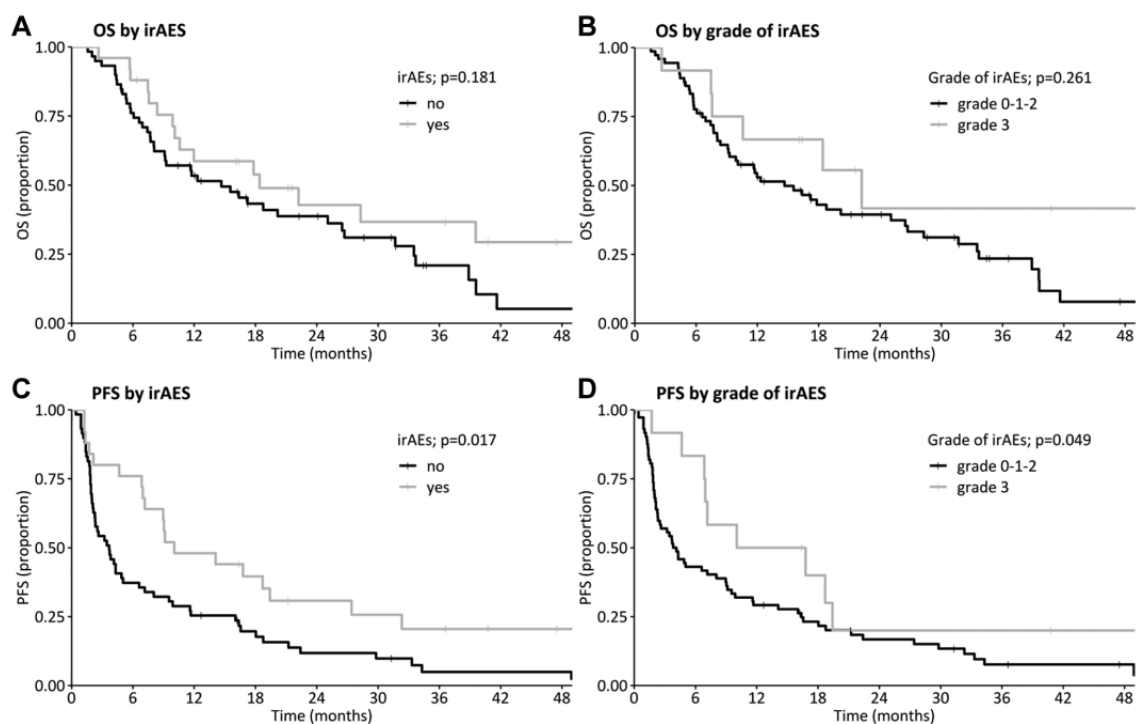 A
OS by irAES
OS (proportion)
1.00
0.75
0.50
0.25
0.00
irAEs; p=0.181
no
yes
6 12 18 24 30 36 42 48
Time (months)
B
OS by grade of irAES
OS (proportion)
1.00
0.75
0.50
0.25
0.00
Grade of irAEs; p=0.261
grade 0-1-2
grade 3
0 6 12 18 24 30 36 42 48
Time (months)
C
PFS by irAES
PFS (proportion)
1.00
0.75
0.50
0.25
0.00
irAEs; p=0.017
no
yes
0 6 12 18 24 30 36 42 48
Time (months)
D
PFS by grade of irAES
PFS (proportion)
1.00
0.75
0.50
0.25
0.00
Grade of irAEs; p=0.049
grade 0-1-2
grade 3
0 6 12 18 24 30 36 42 48
Time (months)